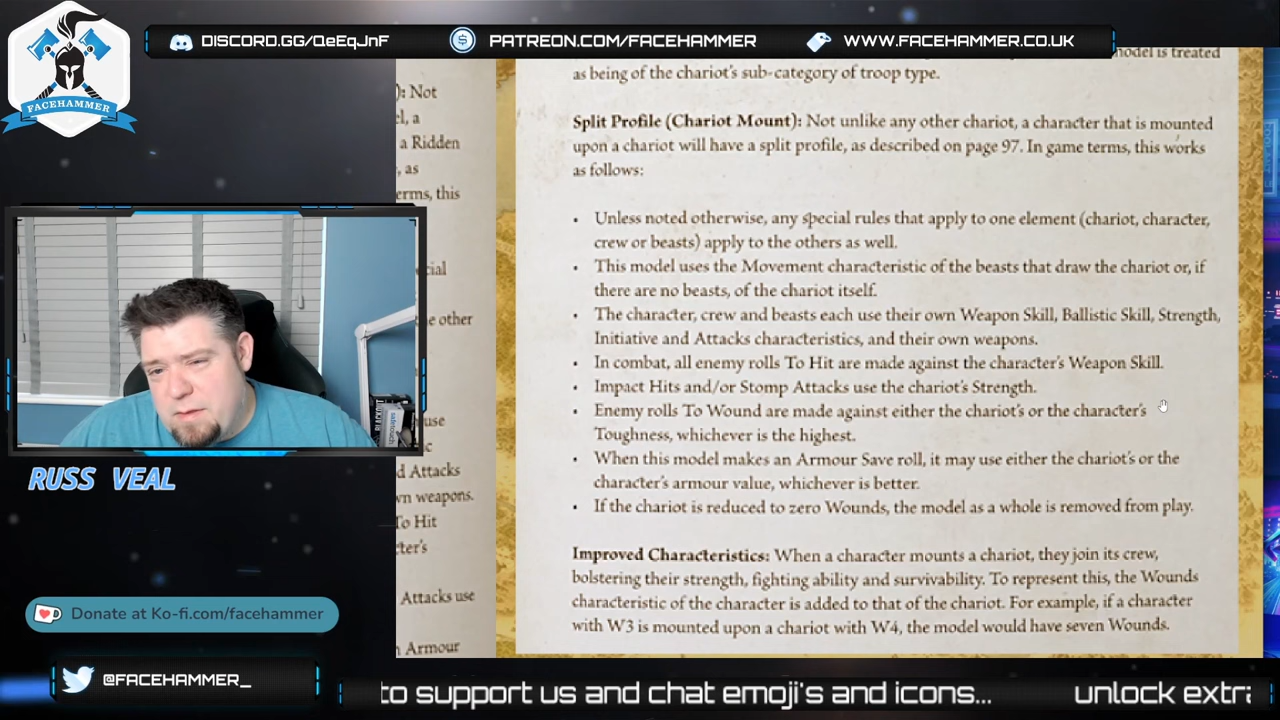 DISCORD.GG/QeEqJnF
PATREON.COM/FACEHAMMER
WWW.FACEHAMMER.CO.UK
FACEHAMMER
model is treated
as being of the chariot's sub-category of troop type.
Split Profile (Chariot Mount): Not unlike any other chariot, a character that is mounted
upon a chariot will have a split profile, as described on page 97. In game terms, this works
as follows:
• Unless noted otherwise, any special rules that apply to one element (chariot, character,
crew or beasts) apply to the others as well.
• This model uses the Movement characteristic of the beasts that draw the chariot or, if
there are no beasts, of the chariot itself.
• The character, crew and beasts each use their own Weapon Skill, Ballistic Skill, Strength,
Initiative and Attacks characteristics, and their own weapons.
• In combat, all enemy rolls To Hit are made against the character's Weapon Skill.
• Impact Hits and/or Stomp Attacks use the chariot's Strength.
• Enemy rolls To Wound are made against either the chariot's or the character's
Toughness, whichever is the highest.
• When this model makes an Armour Save roll, it may use either the chariot's or the
character's armour value, whichever is better.
• If the chariot is reduced to zero Wounds, the model as a whole is removed from play.
Improved Characteristics: When a character mounts a chariot, they join its crew,
bolstering their strength, fighting ability and survivability. To represent this, the Wounds
characteristic of the character is added to that of the chariot. For example, if a character
with W3 is mounted upon a chariot with W4, the model would have seven Wounds.
): Not
a Ridden
, as
this
other
Attacks
weapons.
To Hit
Attacks use
Armour
RUSS VEAL
Donate at Ko-fi.com/facehammer
@FACEHAMMER_
to support us and chat emoji's and icons... unlock extra